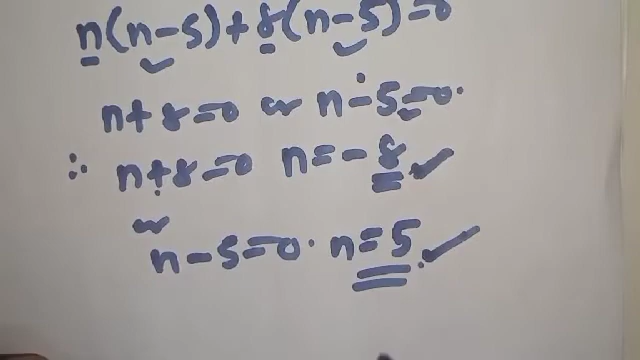 n(n-5)+8(n-5)=0
n+8=0 or n-5=0.
∴ n+8=0 n=-8 ✓
or
n-5=0. n=5. ✓